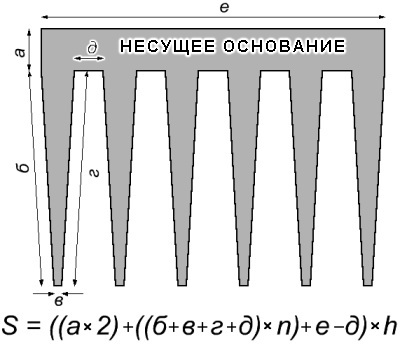 е
а
д
НЕСУЩЕЕ ОСНОВАНИЕ
б
г
в
S = ((а×2)+((б+в+г+д)×n)+е−д)×h